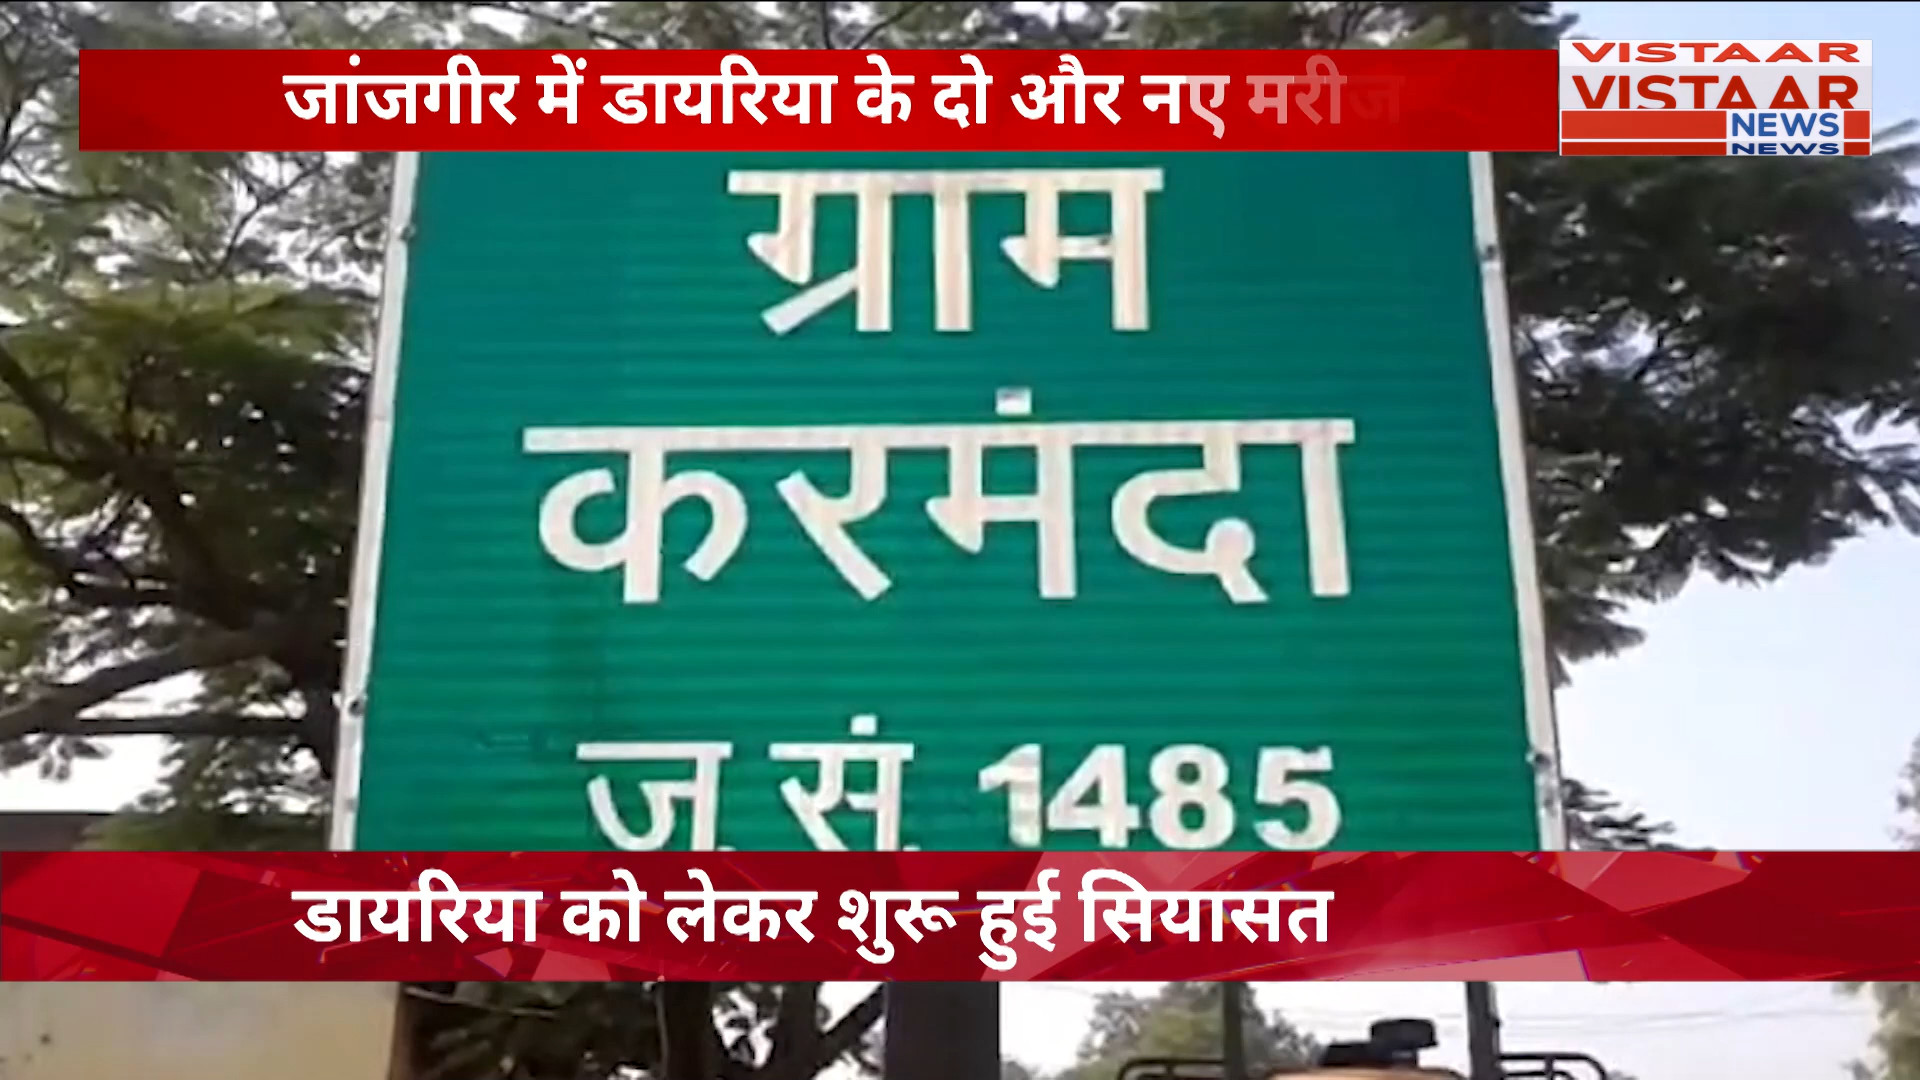 जांजगीर में डायरिया के दो और नए मरीज
VISTAAR
VISTAAR
NEWS
NEWS
ग्राम
करमंदा
ज.सं. 1485
डायरिया को लेकर शुरू हुई सियासत